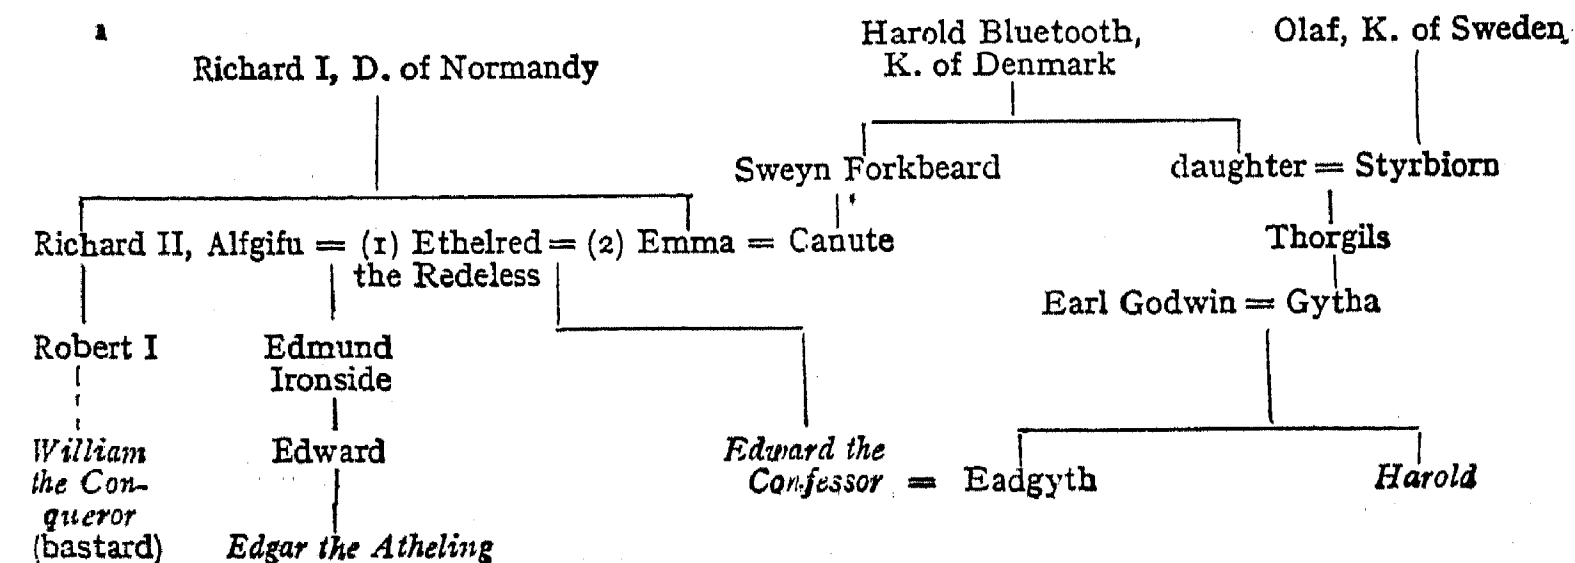 a
Harold Bluetooth, Olaf, K. of Sweden,
Richard I, D. of Normandy K. of Denmark
Sweyn Forkbeard daughter = Styrbiorn
Richard II, Alfgifu = (1) Ethelred = (2) Emma = Canute Thorgils
the Redeless
Earl Godwin = Gytha
Robert I Edmund
Ironside
William Edward Edward the
the Con- Confessor = Eadgyth Harold
queror
(bastard) Edgar the Atheling